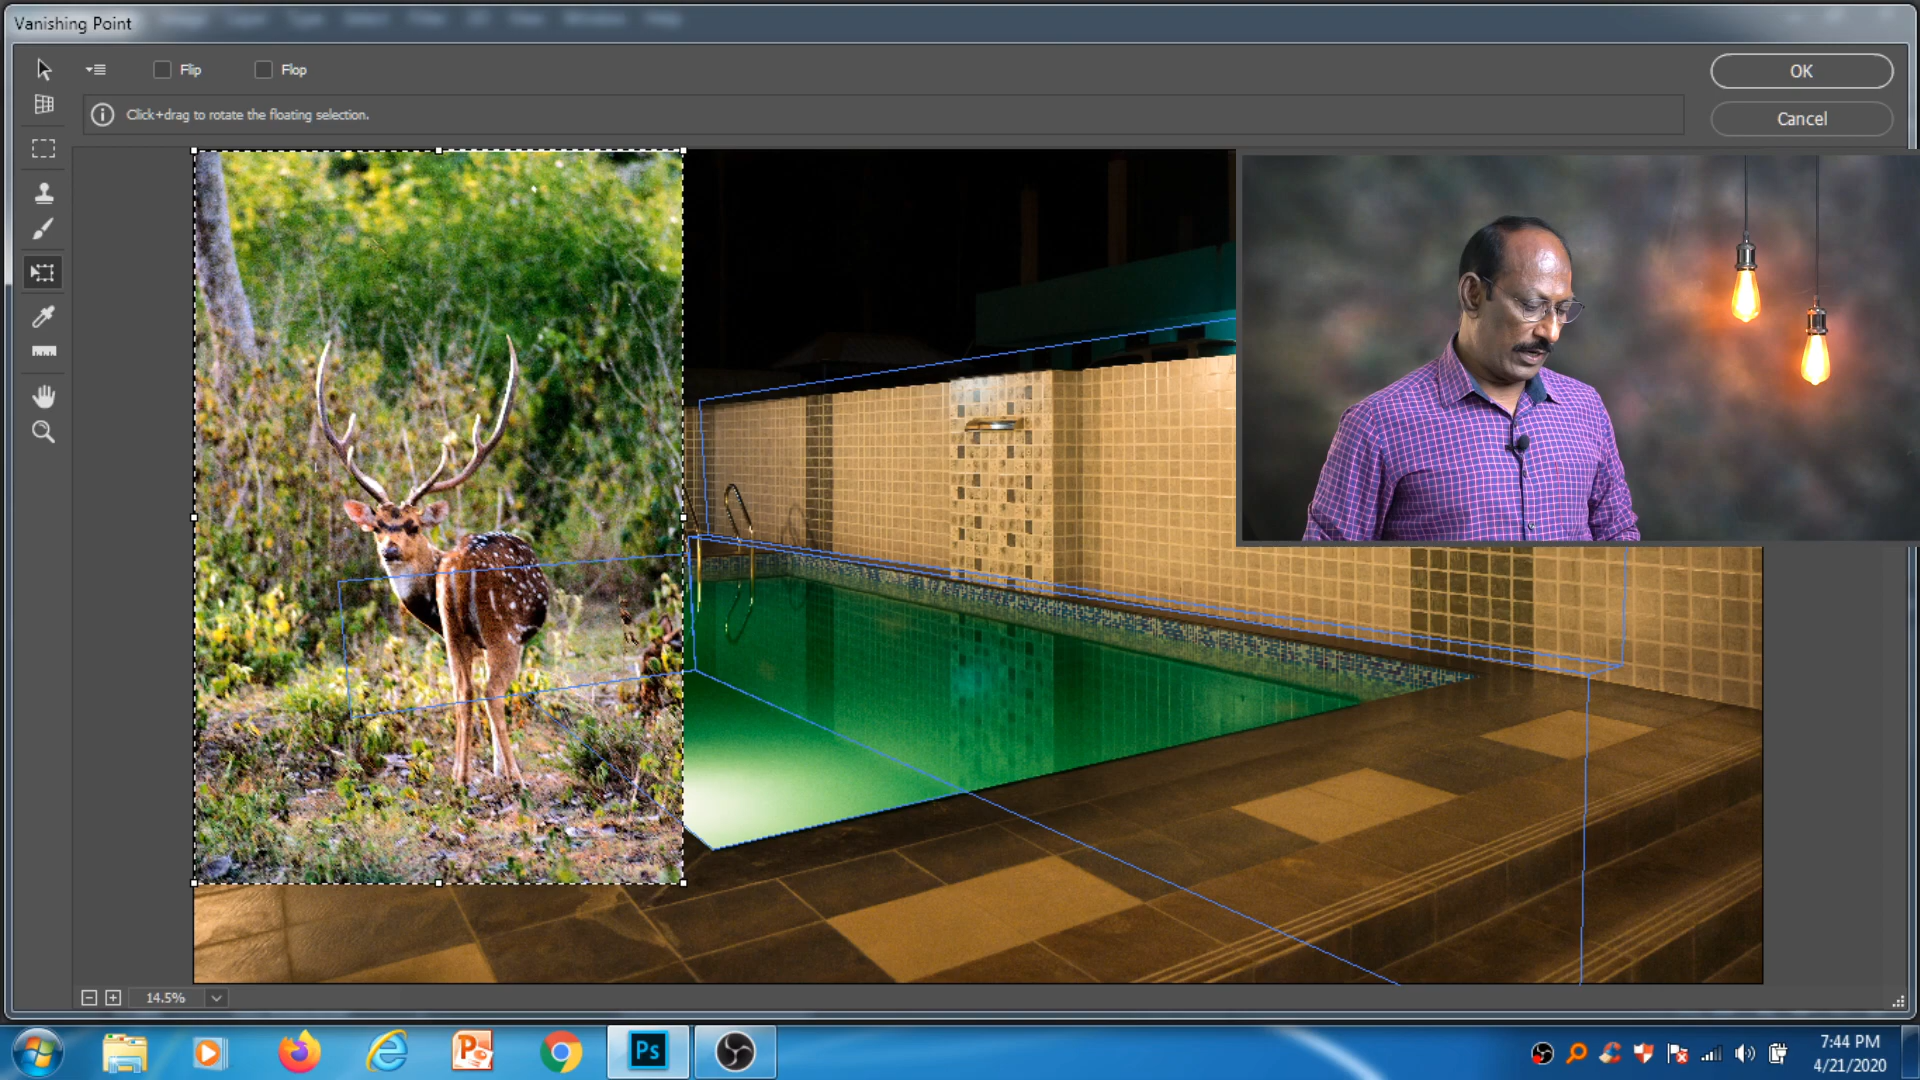 Vanishing Point
Flip
Flop
OK
Click+drag to rotate the floating selection.
Cancel
14.5%
Ps
7:44 PM
4/21/2020